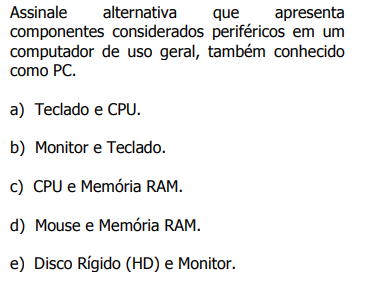 Assinale alternativa que apresenta
componentes considerados periféricos em um
computador de uso geral, também conhecido
como PC.
a) Teclado e CPU.
b) Monitor e Teclado.
c) CPU e Memória RAM.
d) Mouse e Memória RAM.
e) Disco Rígido (HD) e Monitor.